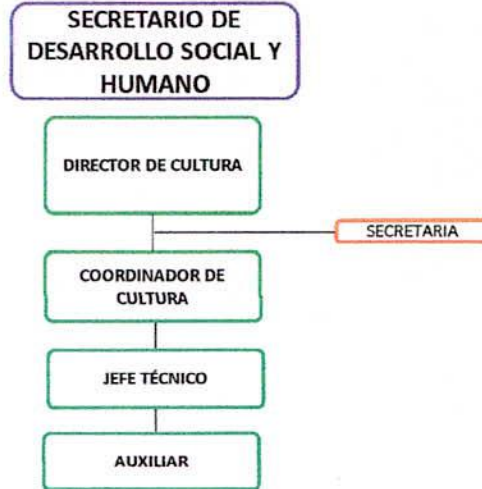 SECRETARIO DE
DESARROLLO SOCIAL Y
HUMANO
DIRECTOR DE CULTURA
SECRETARIA
COORDINADOR DE
CULTURA
JEFE TÉCNICO
AUXILIAR